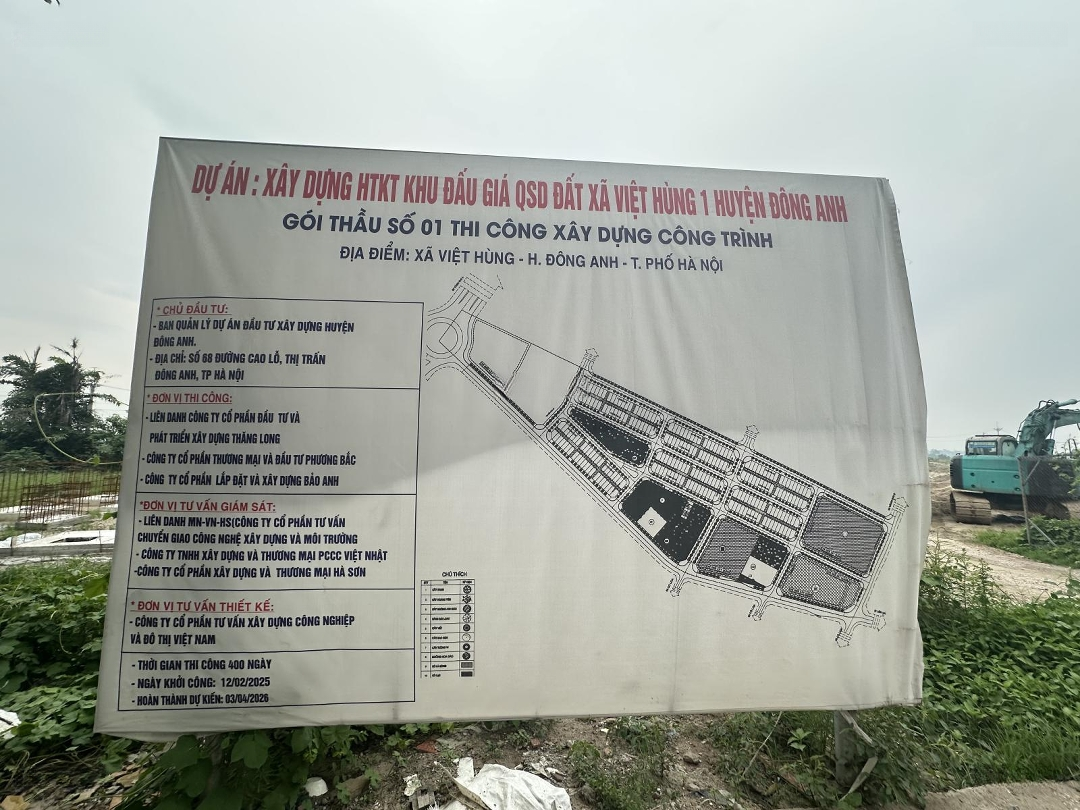 DỰ ÁN : XÂY DỰNG HTKT KHU ĐẤU GIÁ QSD ĐẤT XÃ VIỆT HÙNG 1 HUYỆN ĐÔNG ANH
GÓI THẦU SỐ 01 THI CÔNG XÂY DỰNG CÔNG TRÌNH
ĐỊA ĐIỂM: XÃ VIỆT HÙNG - H. ĐÔNG ANH - T. PHỐ HÀ NỘI
* CHỦ ĐẦU TƯ:
- BAN QUẢN LÝ DỰ ÁN ĐẦU TƯ XÂY DỰNG HUYỆN
ĐÔNG ANH.
- ĐỊA CHỈ: SỐ 68 ĐƯỜNG CAO LỖ, THỊ TRẤN
ĐÔNG ANH, TP HÀ NỘI
* ĐƠN VỊ THI CÔNG:
- LIÊN DANH CÔNG TY CỔ PHẦN ĐẦU TƯ VÀ
PHÁT TRIỂN XÂY DỰNG THĂNG LONG
- CÔNG TY CỔ PHẦN THƯƠNG MẠI VÀ ĐẦU TƯ PHƯƠNG BẮC
- CÔNG TY CỔ PHẦN LẮP ĐẶT VÀ XÂY DỰNG BẢO ANH
*ĐƠN VỊ TƯ VẤN GIÁM SÁT:
- LIÊN DANH MN-VN-HS(CÔNG TY CỔ PHẦN TƯ VẤN
CHUYỂN GIAO CÔNG NGHỆ XÂY DỰNG VÀ MÔI TRƯỜNG
- CÔNG TY TNHH XÂY DỰNG VÀ THƯƠNG MẠI PCCC VIỆT NHẬT
-CÔNG TY CỔ PHẦN XÂY DỰNG VÀ THƯƠNG MẠI HÀ SƠN
* ĐƠN VỊ TƯ VẤN THIẾT KẾ:
- CÔNG TY CỔ PHẦN TƯ VẤN XÂY DỰNG CÔNG NGHIỆP
VÀ ĐÔ THỊ VIỆT NAM
- THỜI GIAN THI CÔNG 400 NGÀY
- NGÀY KHỞI CÔNG: 12/02/2025
- HOÀN THÀNH DỰ KIẾN: 03/04/2026
CHÚ THÍCH